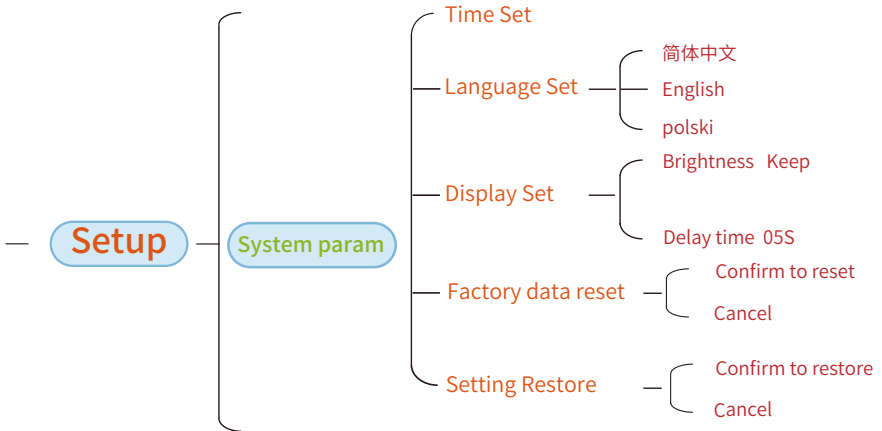 Setup
System param
Time Set
Language Set
简体中文
English
polski
Display Set
Brightness Keep
Delay time 05S
Factory data reset
Confirm to reset
Cancel
Setting Restore
Confirm to restore
Cancel